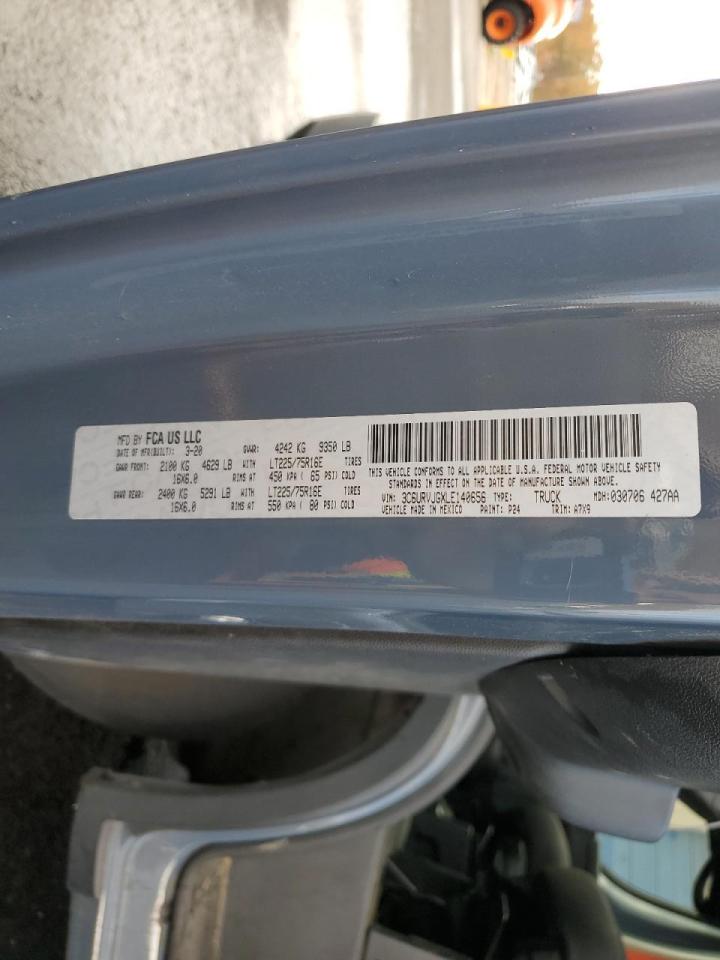 MFD BY FCA US LLC
DATE OF MFR(BUILT): 3-20 GVWR: 4242 KG 9350 LB
GAWR FRONT: 2100 KG 4629 LB WITH LT225/75R16E TIRES
16X6.0 RIMS AT 450 KPA ( 65 PSI) COLD
GAWR REAR: 2400 KG 5291 LB WITH LT225/75R16E TIRES
16X6.0 RIMS AT 550 KPA ( 80 PSI) COLD
THIS VEHICLE CONFORMS TO ALL APPLICABLE U.S.A. FEDERAL MOTOR VEHICLE SAFETY
STANDARDS IN EFFECT ON THE DATE OF MANUFACTURE SHOWN ABOVE.
VIN: 3C6URVJGKLE140656 TYPE: TRUCK MDH:030706 427AA
VEHICLE MADE IN MEXICO PAINT: P24 TRIM: A7X9